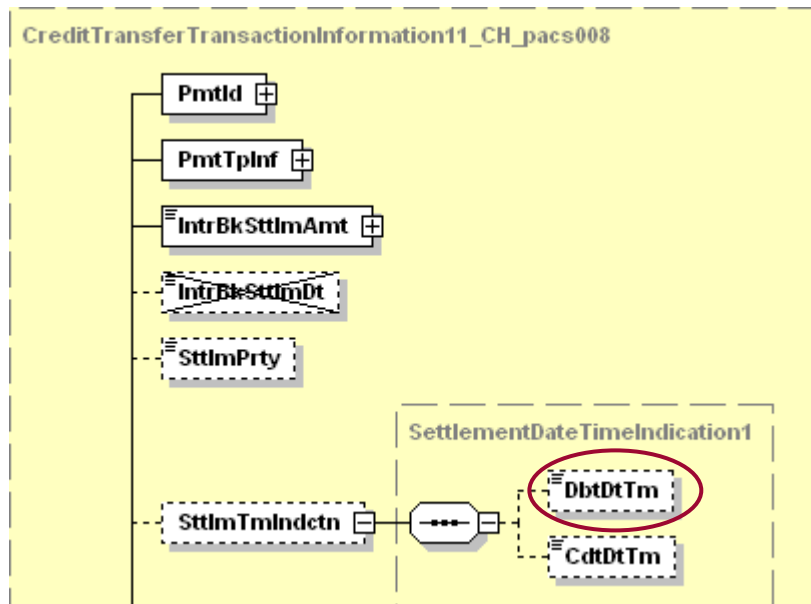 CreditTransferTransactionInformation11_CH_pacs008
PmtId
PmtTpInf
IntrBkSttlmAmt
IntrBkSttlmDt
SttlmPrty
SettlementDateTimeIndication1
DbtDtTm
SttlmTmIndctn
CdtDtTm